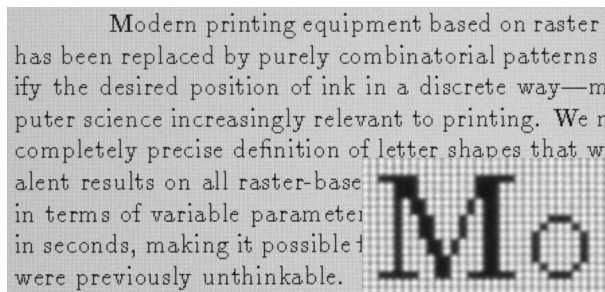 Modern printing equipment based on raster
has been replaced by purely combinatorial patterns
ify the desired position of ink in a discrete way—m
puter science increasingly relevant to printing. We n
completely precise definition of letter shapes that w
alent results on all raster-base
in terms of variable parameter
in seconds, making it possible f
were previously unthinkable.
Mo